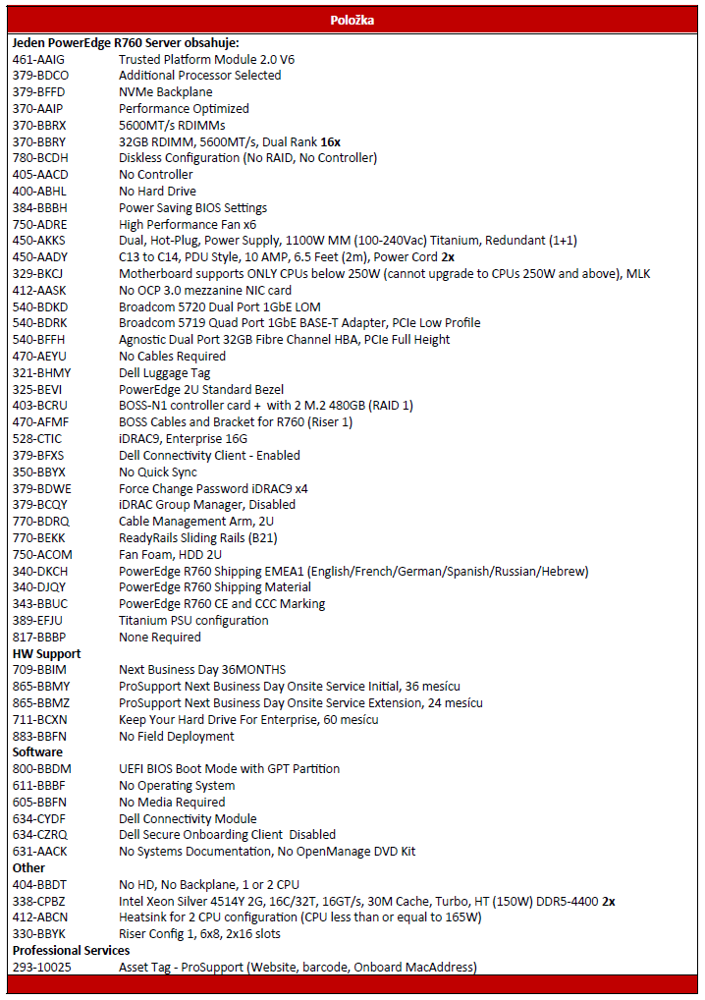 Položka
Jeden PowerEdge R760 Server obsahuje:
461-AAIG Trusted Platform Module 2.0 V6
379-BDCO Additional Processor Selected
379-BFFD NVMe Backplane
370-AAIP Performance Optimized
370-BBRX 5600MT/s RDIMMs
370-BBRY 32GB RDIMM, 5600MT/s, Dual Rank 16x
780-BCDH Diskless Configuration (No RAID, No Controller)
405-AACD No Controller
400-ABHL No Hard Drive
384-BBBH Power Saving BIOS Settings
750-ADRE High Performance Fan x6
450-AKKS Dual, Hot-Plug, Power Supply, 1100W MM (100-240Vac) Titanium, Redundant (1+1)
450-AADY C13 to C14, PDU Style, 10 AMP, 6.5 Feet (2m), Power Cord 2x
329-BKCJ Motherboard supports ONLY CPUs below 250W (cannot upgrade to CPUs 250W and above), MLK
412-AASK No OCP 3.0 mezzanine NIC card
540-BDKD Broadcom 5720 Dual Port 1GbE LOM
540-BDRK Broadcom 5719 Quad Port 1GbE BASE-T Adapter, PCIe Low Profile
540-BFFH Agnostic Dual Port 32GB Fibre Channel HBA, PCIe Full Height
470-AEYU No Cables Required
321-BHMY Dell Luggage Tag
325-BEVI PowerEdge 2U Standard Bezel
403-BCRU BOSS-N1 controller card + with 2 M.2 480GB (RAID 1)
470-AFMF BOSS Cables and Bracket for R760 (Riser 1)
528-CTIC iDRAC9, Enterprise 16G
379-BFXS Dell Connectivity Client - Enabled
350-BBYX No Quick Sync
379-BDWE Force Change Password iDRAC9 x4
379-BCQY iDRAC Group Manager, Disabled
770-BDRQ Cable Management Arm, 2U
770-BEKK ReadyRails Sliding Rails (B21)
750-ACOM Fan Foam, HDD 2U
340-DKCH PowerEdge R760 Shipping EMEA1 (English/French/German/Spanish/Russian/Hebrew)
340-DJQY PowerEdge R760 Shipping Material
343-BBUC PowerEdge R760 CE and CCC Marking
389-EFJU Titanium PSU configuration
817-BBBP None Required
HW Support
709-BBIM Next Business Day 36MONTHS
865-BBMY ProSupport Next Business Day Onsite Service Initial, 36 mesícu
865-BBMZ ProSupport Next Business Day Onsite Service Extension, 24 mesícu
711-BCXN Keep Your Hard Drive For Enterprise, 60 mesícu
883-BBFN No Field Deployment
Software
800-BBDM UEFI BIOS Boot Mode with GPT Partition
611-BBBF No Operating System
605-BBFN No Media Required
634-CYDF Dell Connectivity Module
634-CZRQ Dell Secure Onboarding Client Disabled
631-AACK No Systems Documentation, No OpenManage DVD Kit
Other
404-BBDT No HD, No Backplane, 1 or 2 CPU
338-CPBZ Intel Xeon Silver 4514Y 2G, 16C/32T, 16GT/s, 30M Cache, Turbo, HT (150W) DDR5-4400 2x
412-ABCN Heatsink for 2 CPU configuration (CPU less than or equal to 165W)
330-BBYK Riser Config 1, 6x8, 2x16 slots
Professional Services
293-10025 Asset Tag - ProSupport (Website, barcode, Onboard MacAddress)